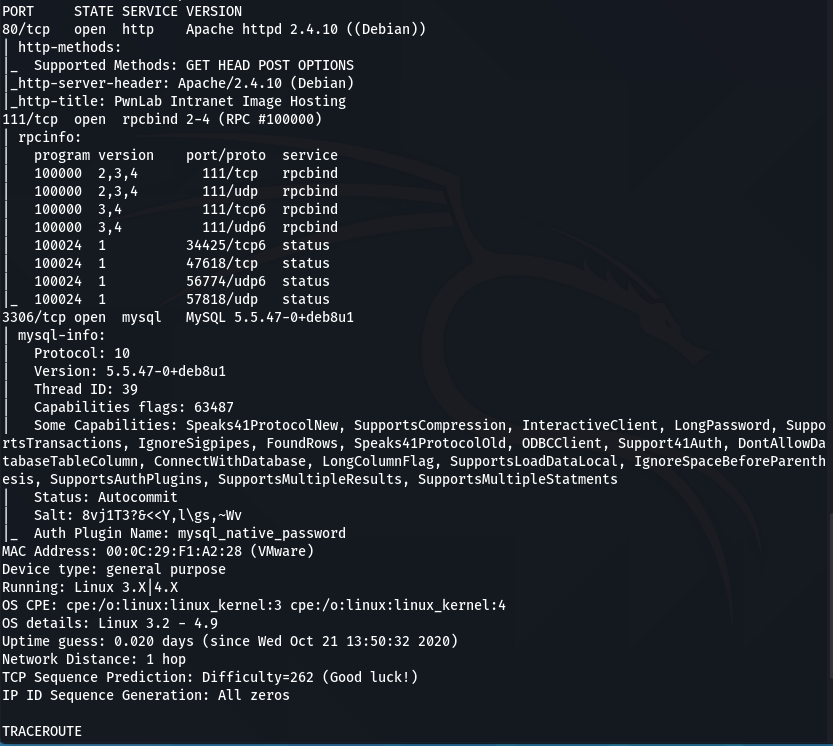 PORT     STATE SERVICE VERSION
80/tcp   open  http    Apache httpd 2.4.10 ((Debian))
| http-methods:
|_  Supported Methods: GET HEAD POST OPTIONS
|_http-server-header: Apache/2.4.10 (Debian)
|_http-title: PwnLab Intranet Image Hosting
111/tcp  open  rpcbind 2-4 (RPC #100000)
| rpcinfo:
|   program version    port/proto  service
|   100000  2,3,4        111/tcp   rpcbind
|   100000  2,3,4        111/udp   rpcbind
|   100000  3,4          111/tcp6  rpcbind
|   100000  3,4          111/udp6  rpcbind
|   100024  1          34425/tcp6  status
|   100024  1          47618/tcp   status
|   100024  1          56774/udp6  status
|_  100024  1          57818/udp   status
3306/tcp open  mysql   MySQL 5.5.47-0+deb8u1
| mysql-info:
|   Protocol: 10
|   Version: 5.5.47-0+deb8u1
|   Thread ID: 39
|   Capabilities flags: 63487
|   Some Capabilities: Speaks41ProtocolNew, SupportsCompression, InteractiveClient, LongPassword, Suppo
rtsTransactions, IgnoreSigpipes, FoundRows, Speaks41ProtocolOld, ODBCClient, Support41Auth, DontAllowDa
tabaseTableColumn, ConnectWithDatabase, LongColumnFlag, SupportsLoadDataLocal, IgnoreSpaceBeforeParenth
esis, SupportsAuthPlugins, SupportsMultipleResults, SupportsMultipleStatments
|   Status: Autocommit
|   Salt: 8vj1T3?&<<Y,l\gs,~Wv
|_  Auth Plugin Name: mysql_native_password
MAC Address: 00:0C:29:F1:A2:28 (VMware)
Device type: general purpose
Running: Linux 3.X|4.X
OS CPE: cpe:/o:linux:linux_kernel:3 cpe:/o:linux:linux_kernel:4
OS details: Linux 3.2 - 4.9
Uptime guess: 0.020 days (since Wed Oct 21 13:50:32 2020)
Network Distance: 1 hop
TCP Sequence Prediction: Difficulty=262 (Good luck!)
IP ID Sequence Generation: All zeros

TRACEROUTE